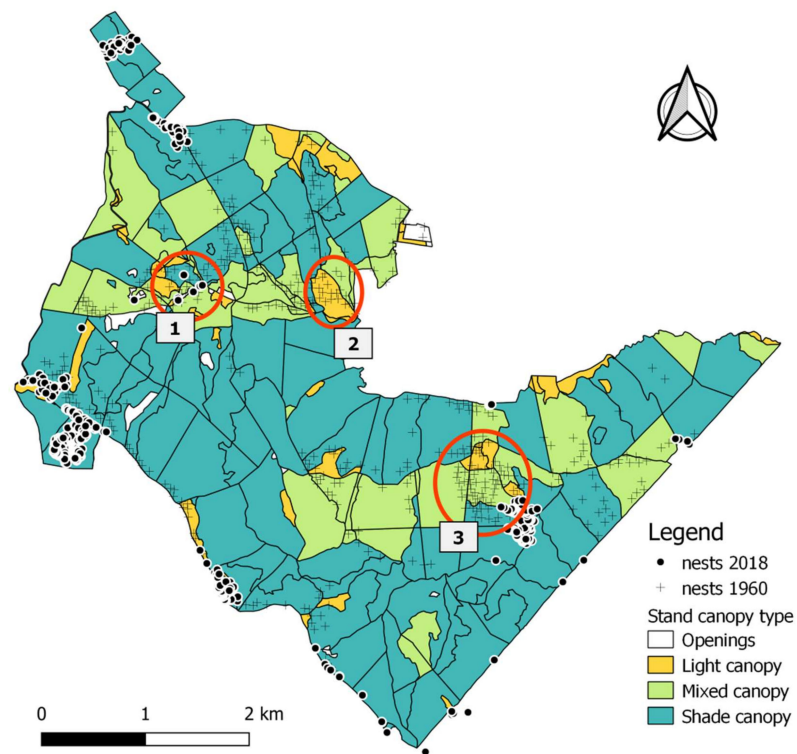 1
2
3
Legend
nests 2018
nests 1960
Stand canopy type
Openings
Light canopy
Mixed canopy
Shade canopy
0 1 2 km